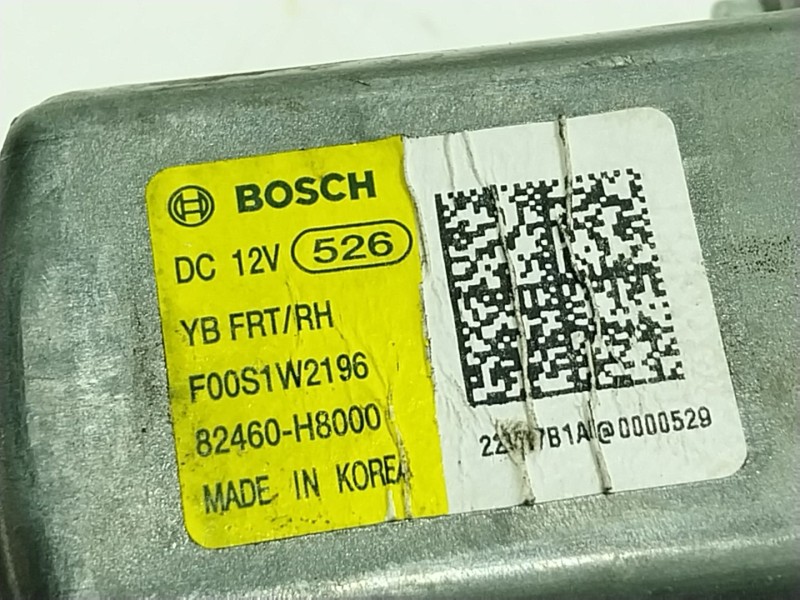 BOSCH
DC 12V 526
YB FRT/RH
F00S1W2196
82460-H8000
MADE IN KOREA